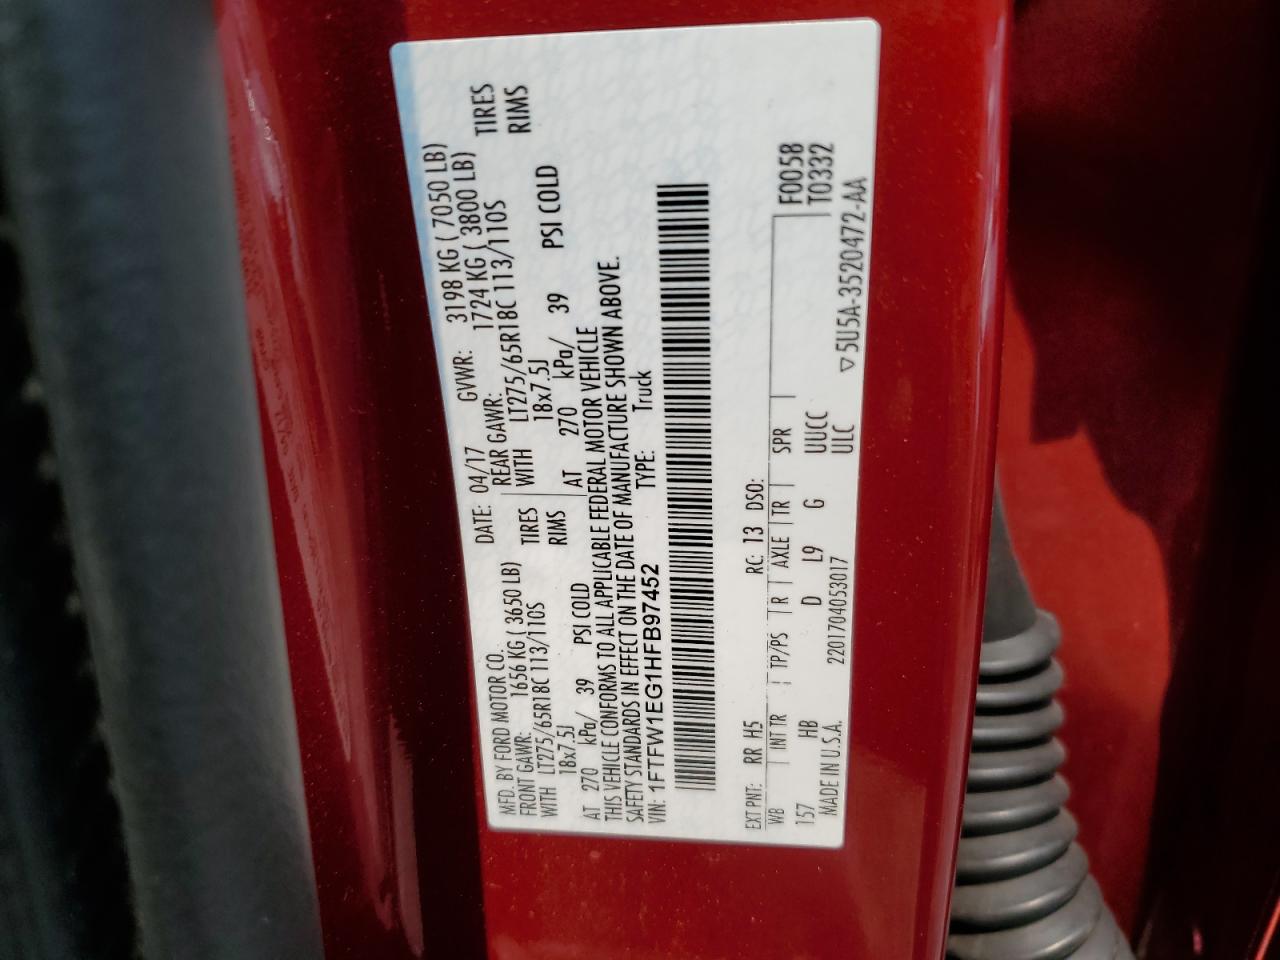 MFD. BY FORD MOTOR CO. DATE: 04/17 GVWR: 3198 KG ( 7050 LB)
FRONT GAWR: 1656 KG ( 3650 LB) REAR GAWR: 1724 KG ( 3800 LB)
WITH LT275/65R18C 113/110S TIRES WITH LT275/65R18C 113/110S TIRES
18x7.5J RIMS 18x7.5J RIMS
AT 270 kPa/ 39 PSI COLD AT 270 kPa/ 39 PSI COLD
THIS VEHICLE CONFORMS TO ALL APPLICABLE FEDERAL MOTOR VEHICLE
SAFETY STANDARDS IN EFFECT ON THE DATE OF MANUFACTURE SHOWN ABOVE.
VIN: 1FTFW1EG1HFB97452 TYPE: Truck
EXT PNT: RR H5 RC: 13 DSO: F0058
WB INT TR TP/PS R AXLE TR SPR T0332
157 HB D L9 G UUCC
MADE IN U.S.A. 2201704053017 ULC ▽5U5A-3520472-AA